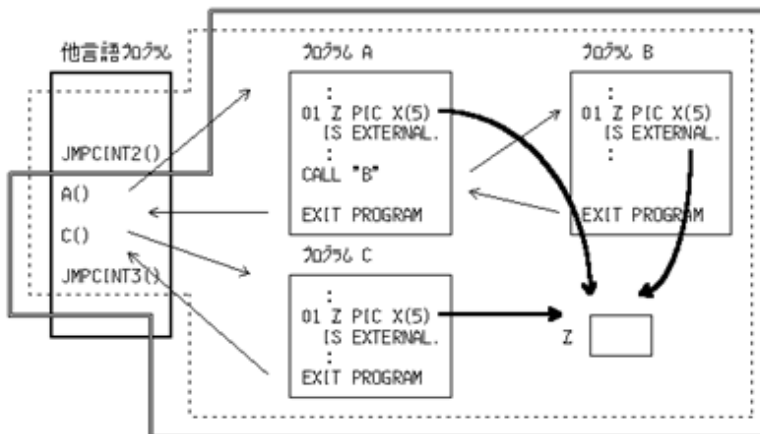 他言語プログラム
JMPCINT2()
A()
C()
JMPCINT3()
プログラム A
:
01 Z PIC X(5)
IS EXTERNAL.
:
CALL "B"
EXIT PROGRAM
プログラム B
:
01 Z PIC X(5)
IS EXTERNAL.
:
EXIT PROGRAM
プログラム C
:
01 Z PIC X(5)
IS EXTERNAL.
:
EXIT PROGRAM
Z